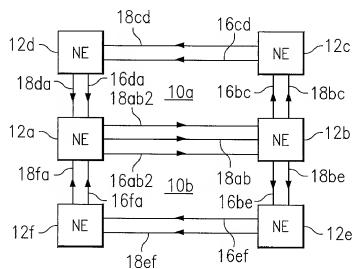 18cd
16cd
12d
NE
NE
12c
18da
16da
18ab2
10a
16bc
18bc
12a
NE
NE
12b
18fa
16ab2
10b
18ab
18be
16fa
16be
12f
NE
NE
12e
16ef
18ef